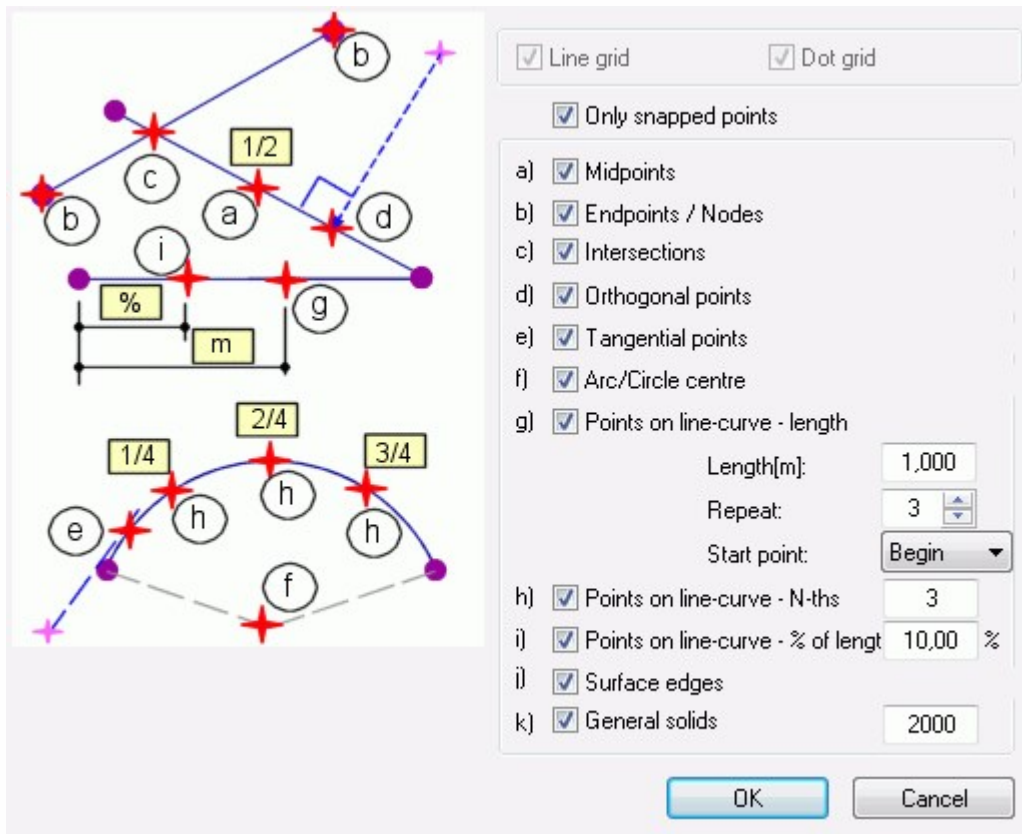 b
1/2
c
a
d
b
i
%
g
m
2/4
1/4
3/4
h
h
e
h
f
Line grid
Dot grid
Only snapped points
a) Midpoints
b) Endpoints / Nodes
c) Intersections
d) Orthogonal points
e) Tangential points
f) Arc/Circle centre
g) Points on line-curve - length
Length[m]: 1,000
Repeat: 3
Start point: Begin
h) Points on line-curve - N-ths 3
i) Points on line-curve - % of lengt 10,00 %
j) Surface edges
k) General solids 2000
OK
Cancel